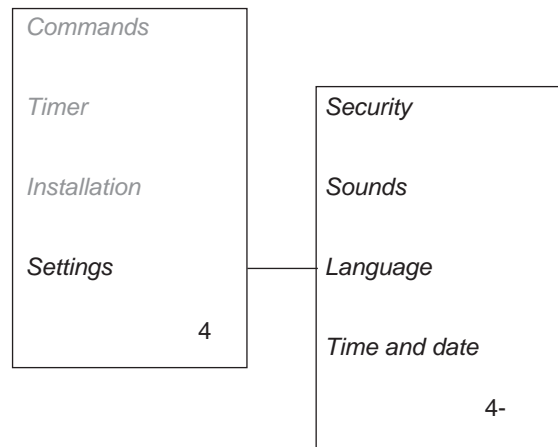 Commands
Timer
Installation
Settings
4
Security
Sounds
Language
Time and date
4-